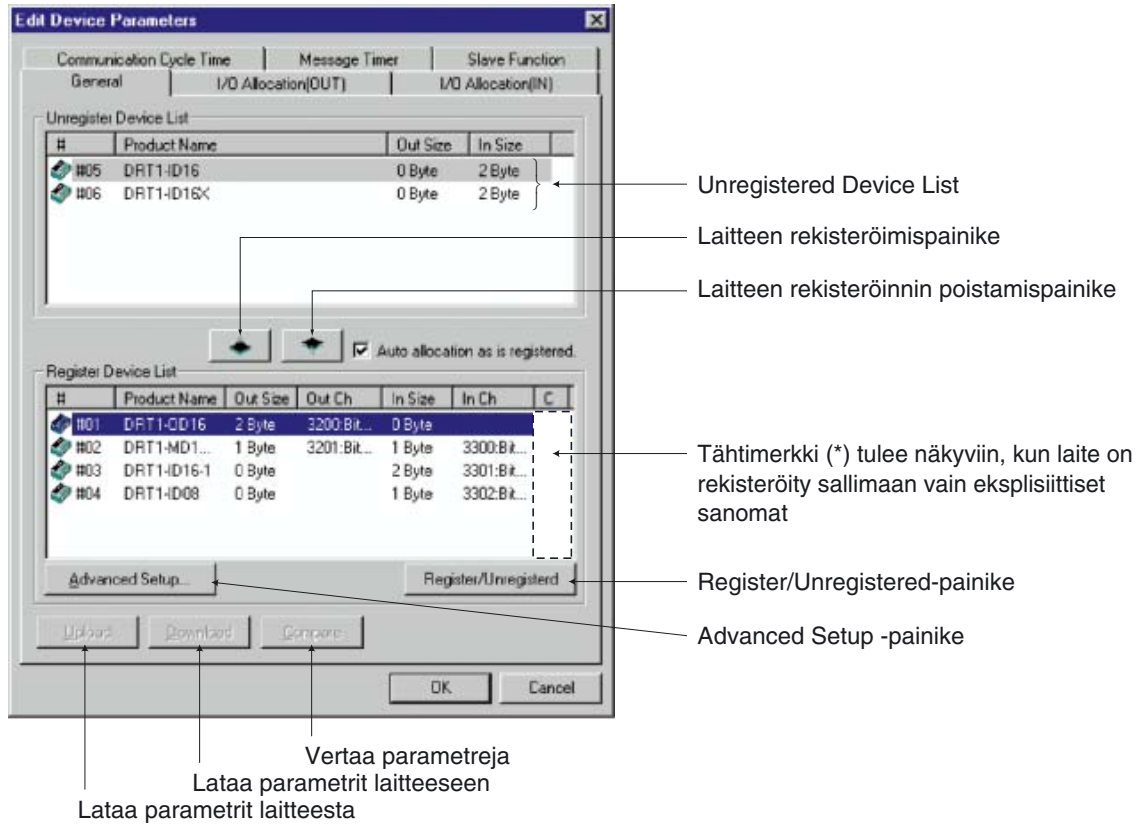 Edit Device Parameters
Communication Cycle Time
Message Timer
Slave Function
General
I/O Allocation(OUT)
I/O Allocation(IN)
Unregister Device List
# Product Name Out Size In Size
#05 DRT1-ID16 0 Byte 2 Byte
#06 DRT1-ID16X 0 Byte 2 Byte
Unregistered Device List
Laitteen rekisteröimispainike
Laitteen rekisteröinnin poistamispainike
Auto allocation as is registered.
Register Device List
# Product Name Out Size Out Ch In Size In Ch C
#01 DRT1-OD16 2 Byte 3200:Bit... 0 Byte
#02 DRT1-MD1... 1 Byte 3201:Bit... 1 Byte 3300:Bit...
#03 DRT1-ID16-1 0 Byte 2 Byte 3301:Bit...
#04 DRT1-ID08 0 Byte 1 Byte 3302:Bit...
Tähtimerkki (*) tulee näkyviin, kun laite on
rekisteröity sallimaan vain eksplisiittiset
sanomat
Advanced Setup...
Register/Unregisterd
Register/Unregistered-painike
Advanced Setup -painike
Upload
Download
Compare
OK
Cancel
Vertaa parametreja
Lataa parametrit laitteeseen
Lataa parametrit laitteesta